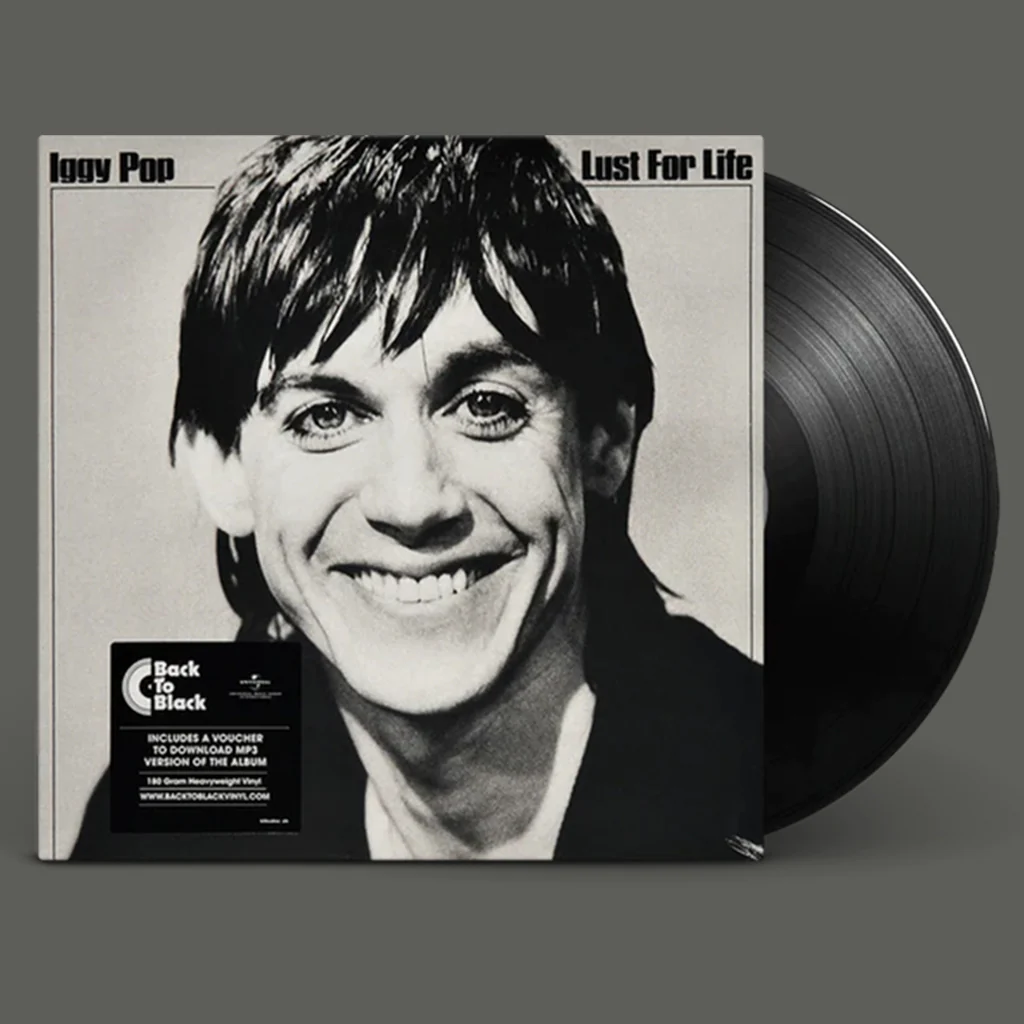 Iggy Pop
Lust For Life
Back
To
Black
UNIVERSAL
INCLUDES A VOUCHER
TO DOWNLOAD MP3
VERSION OF THE ALBUM
180 Gram Heavyweight Vinyl
WWW.BACKTOBLACKVINYL.COM